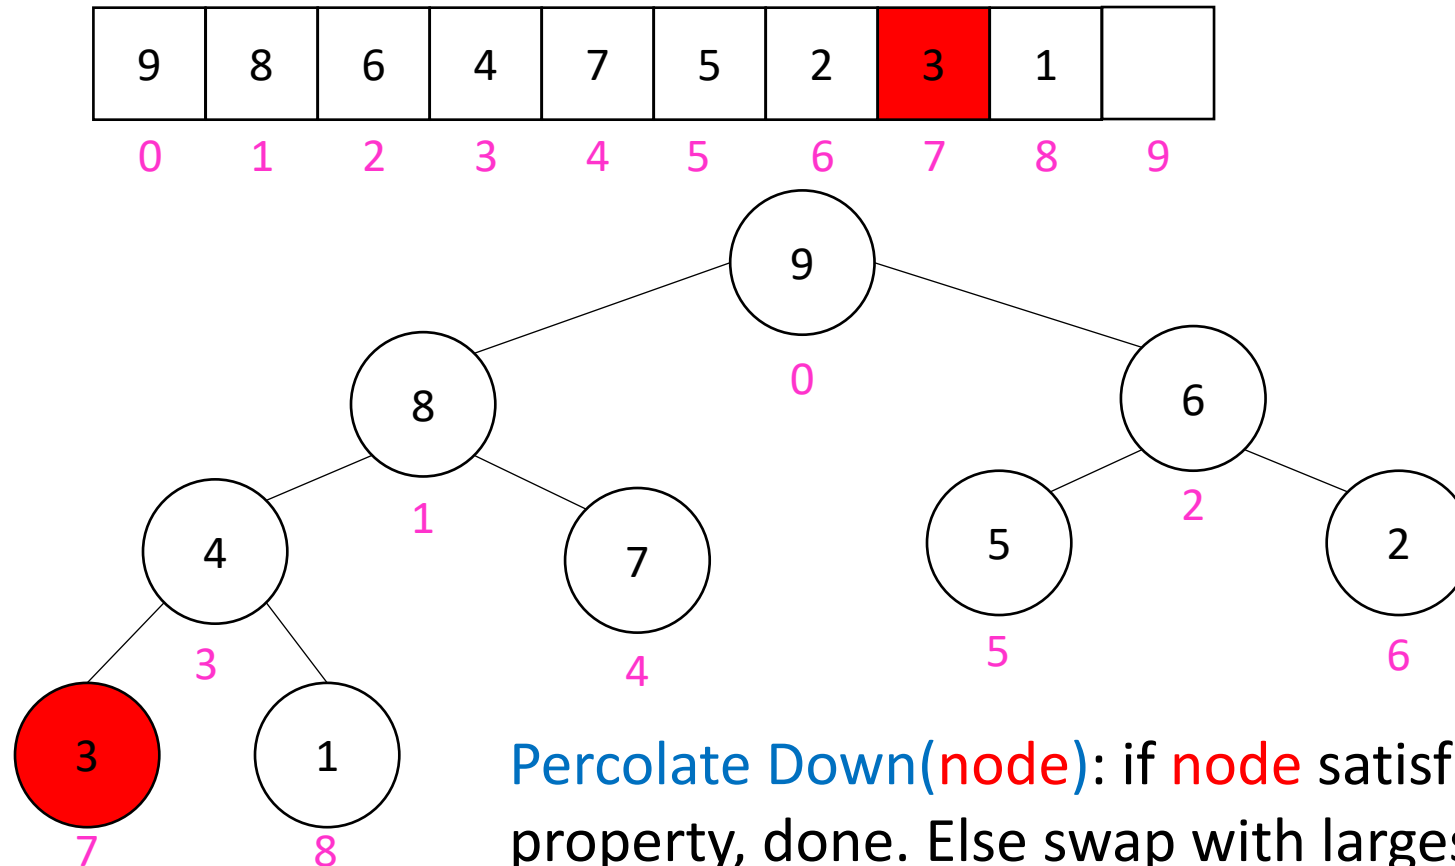 9 8 6 4 7 5 2 3 1
0 1 2 3 4 5 6 7 8 9
9
0
8 6
1 2
4 7 5 2
3 4 5 6
3 1
7 8
Percolate Down(node): if node satisf
property, done. Else swap with larges